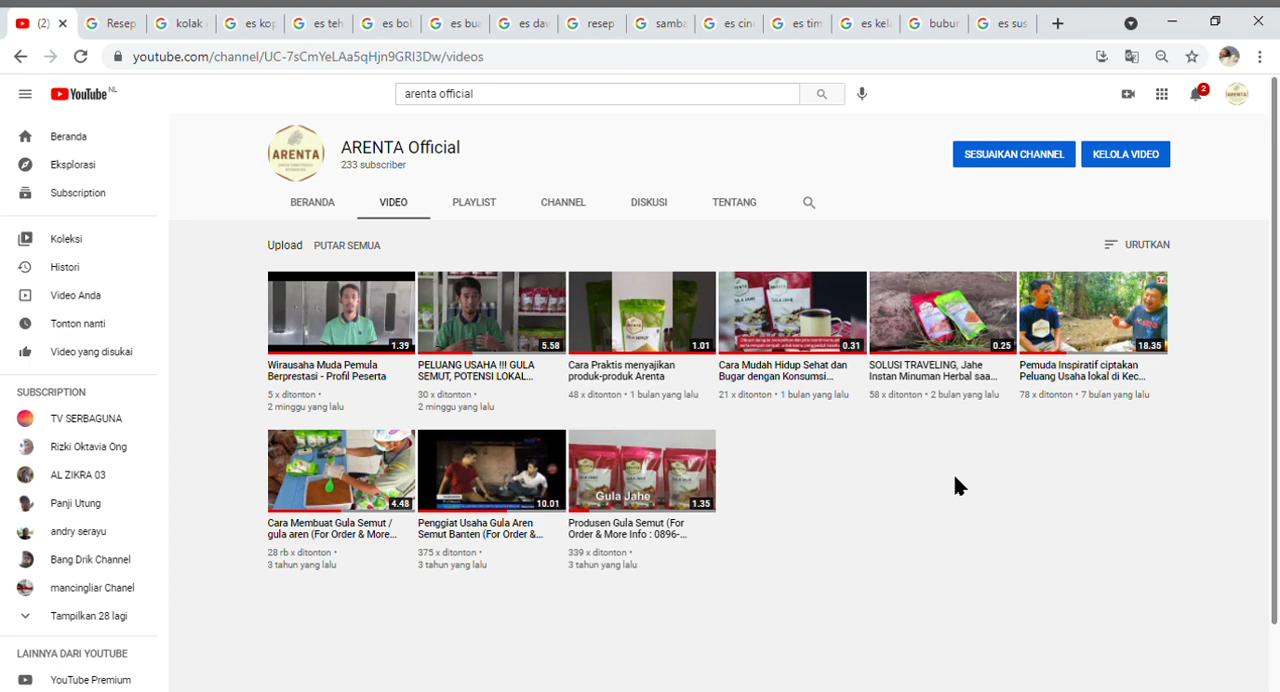 (2)
Resep
kolak
es kop
es teh
es bol
es bua
es daw
resep
samba
es cin
es tim
es kela
bubur
es sus
youtube.com/channel/UC-7sCmYeLAa5qHjn9GRI3Dw/videos
YouTube NL
arenta official
2
ARENTA
Beranda
Eksplorasi
Subscription
Koleksi
Histori
Video Anda
Tonton nanti
Video yang disukai
SUBSCRIPTION
TV SERBAGUNA
Rizki Oktavia Ong
AL ZIKRA 03
Panji Utung
andry serayu
Bang Drik Channel
mancingliar Chanel
Tampilkan 28 lagi
LAINNYA DARI YOUTUBE
YouTube Premium
ARENTA
ARENTA Official
233 subscriber
SESUAIKAN CHANNEL
KELOLA VIDEO
BERANDA
VIDEO
PLAYLIST
CHANNEL
DISKUSI
TENTANG
Upload
PUTAR SEMUA
URUTKAN
1.39
Wirausaha Muda Pemula
Berprestasi - Profil Peserta
5 x ditonton •
2 minggu yang lalu
5.58
PELUANG USAHA !!! GULA
SEMUT, POTENSI LOKAL...
30 x ditonton •
2 minggu yang lalu
1.01
Cara Praktis menyajikan
produk-produk Arenta
48 x ditonton • 1 bulan yang lalu
GULA JAHE
0.31
Cara Mudah Hidup Sehat dan
Bugar dengan Konsumsi...
21 x ditonton • 1 bulan yang lalu
0.25
SOLUSI TRAVELING, Jahe
Instan Minuman Herbal saa...
58 x ditonton • 2 bulan yang lalu
18.35
Pemuda Inspiratif ciptakan
Peluang Usaha lokal di Kec...
78 x ditonton • 7 bulan yang lalu
4.48
Cara Membuat Gula Semut /
gula aren (For Order & More...
28 rb x ditonton •
3 tahun yang lalu
10.01
Penggiat Usaha Gula Aren
Semut Banten (For Order &...
375 x ditonton •
3 tahun yang lalu
Gula Jahe
1.35
Produsen Gula Semut (For
Order & More Info : 0896-...
339 x ditonton •
3 tahun yang lalu